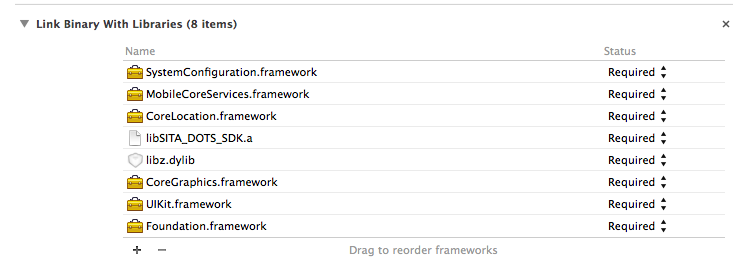 Link Binary With Libraries (8 items)
Name Status
SystemConfiguration.framework Required
MobileCoreServices.framework Required
CoreLocation.framework Required
libSITA_DOTS_SDK.a Required
libz.dylib Required
CoreGraphics.framework Required
UIKit.framework Required
Foundation.framework Required
+ − Drag to reorder frameworks